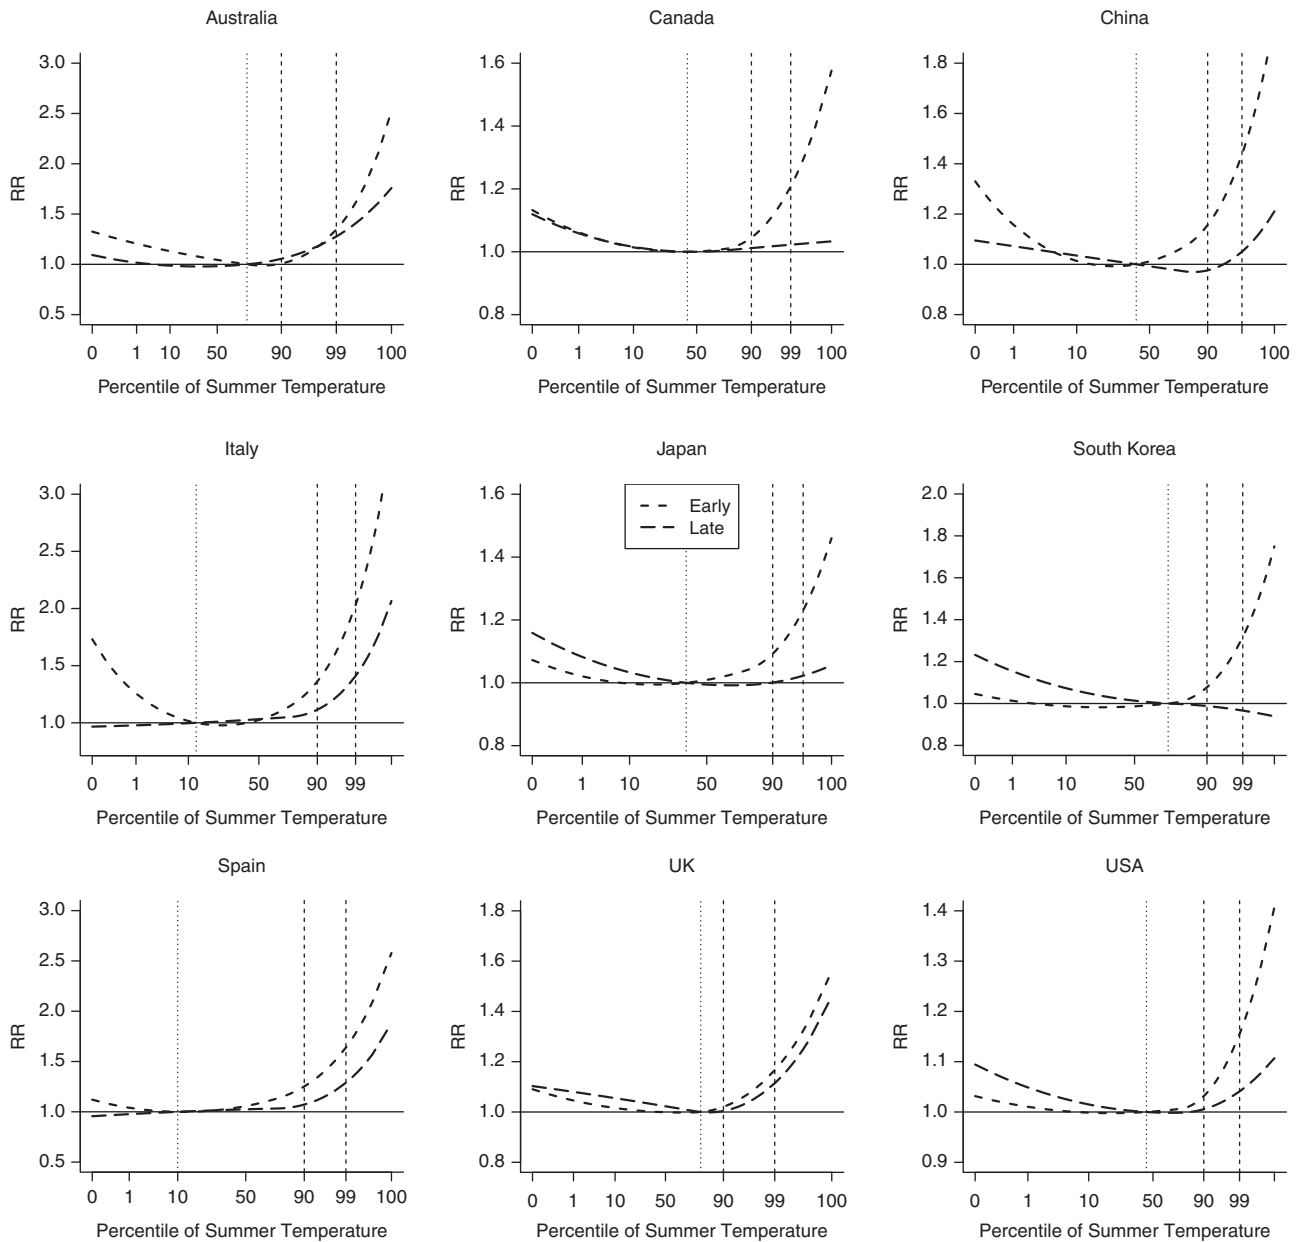 Australia
Canada
China
3.0
2.5
2.0
1.5
1.0
0.5
RR
0 1 10 50 90 99 100
Percentile of Summer Temperature
1.6
1.4
1.2
1.0
0.8
RR
0 1 10 50 90 99 100
Percentile of Summer Temperature
1.8
1.6
1.4
1.2
1.0
0.8
RR
0 1 10 50 90 100
Percentile of Summer Temperature
Italy
Japan
South Korea
3.0
2.5
2.0
1.5
1.0
RR
0 1 10 50 90 99
Percentile of Summer Temperature
1.6
1.4
1.2
1.0
0.8
RR
Early
Late
0 1 10 50 90 100
Percentile of Summer Temperature
2.0
1.8
1.6
1.4
1.2
1.0
0.8
RR
0 1 10 50 90 99
Percentile of Summer Temperature
Spain
UK
USA
3.0
2.5
2.0
1.5
1.0
0.5
RR
0 1 10 50 90 99 100
Percentile of Summer Temperature
1.8
1.6
1.4
1.2
1.0
0.8
RR
0 1 10 50 90 99 100
Percentile of Summer Temperature
1.4
1.3
1.2
1.1
1.0
0.9
RR
0 1 10 50 90 99
Percentile of Summer Temperature